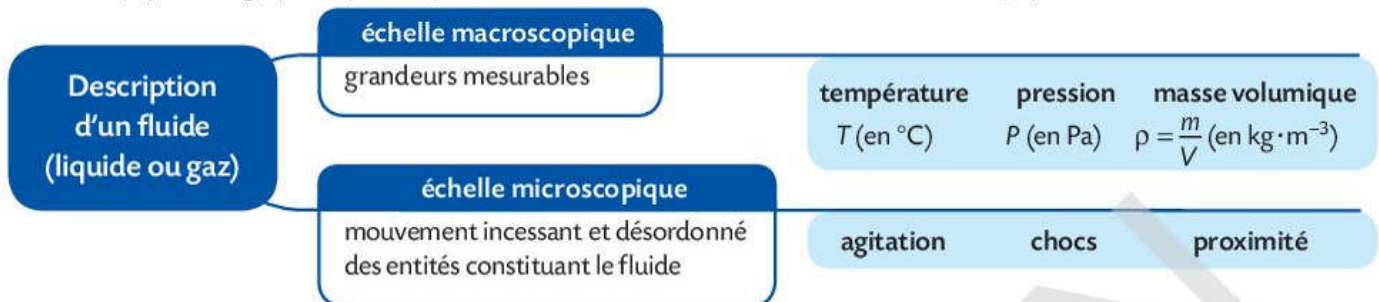 Description
d'un fluide
(liquide ou gaz)
échelle macroscopique
grandeurs mesurables
température pression masse volumique
T (en °C) P (en Pa) ρ = m/V (en kg·m⁻³)
échelle microscopique
mouvement incessant et désordonné
des entités constituant le fluide
agitation chocs proximité